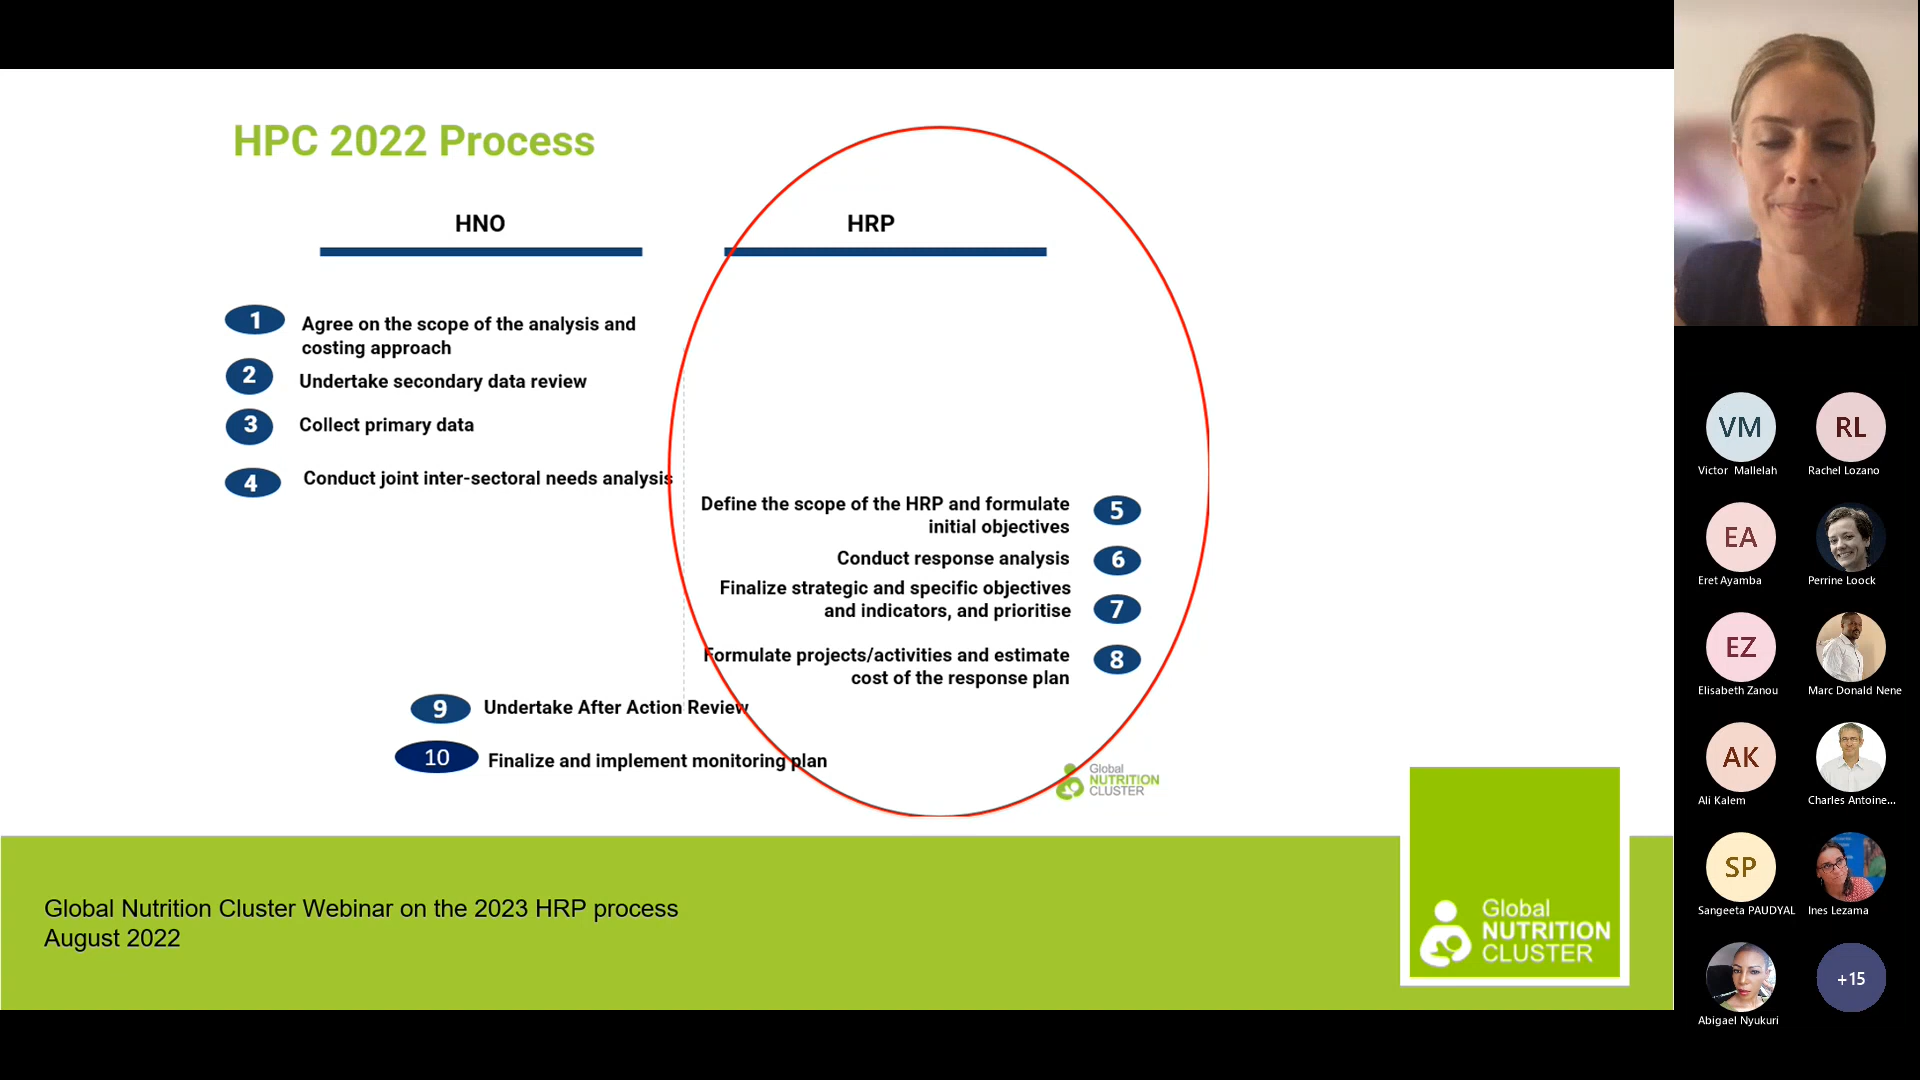 HPC 2022 Process
HNO
HRP
1
Agree on the scope of the analysis and
costing approach
2
Undertake secondary data review
3
Collect primary data
4
Conduct joint inter-sectoral needs analysis
Define the scope of the HRP and formulate
initial objectives
5
Conduct response analysis
6
Finalize strategic and specific objectives
and indicators, and prioritise
7
Formulate projects/activities and estimate
cost of the response plan
8
9
Undertake After Action Review
10
Finalize and implement monitoring plan
Global
NUTRITION
CLUSTER
Global Nutrition Cluster Webinar on the 2023 HRP process
August 2022
Global
NUTRITION
CLUSTER
VM
Victor Mallelah
RL
Rachel Lozano
EA
Eret Ayamba
Perrine Loock
EZ
Elisabeth Zanou
Marc Donald Nene
AK
Ali Kalem
Charles Antoine...
SP
Sangeeta PAUDYAL
Ines Lezama
Abigael Nyukuri
+15